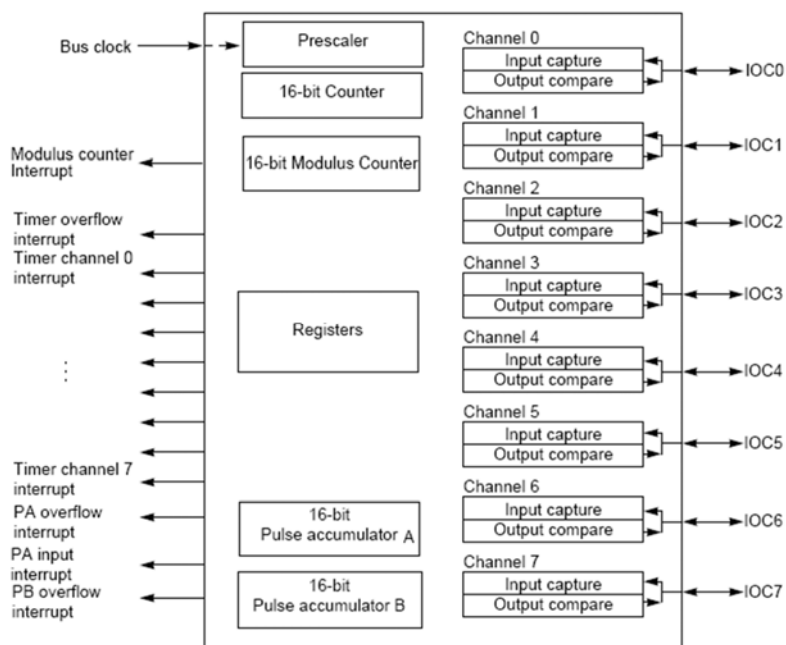 Bus clock
Modulus counter
Interrupt
Timer overflow
interrupt
Timer channel 0
interrupt
Timer channel 7
interrupt
PA overflow
interrupt
PA input
interrupt
PB overflow
interrupt
Prescaler
16-bit Counter
16-bit Modulus Counter
Registers
16-bit
Pulse accumulator A
16-bit
Pulse accumulator B
Channel 0
Input capture
Output compare
IOC0
Channel 1
Input capture
Output compare
IOC1
Channel 2
Input capture
Output compare
IOC2
Channel 3
Input capture
Output compare
IOC3
Channel 4
Input capture
Output compare
IOC4
Channel 5
Input capture
Output compare
IOC5
Channel 6
Input capture
Output compare
IOC6
Channel 7
Input capture
Output compare
IOC7